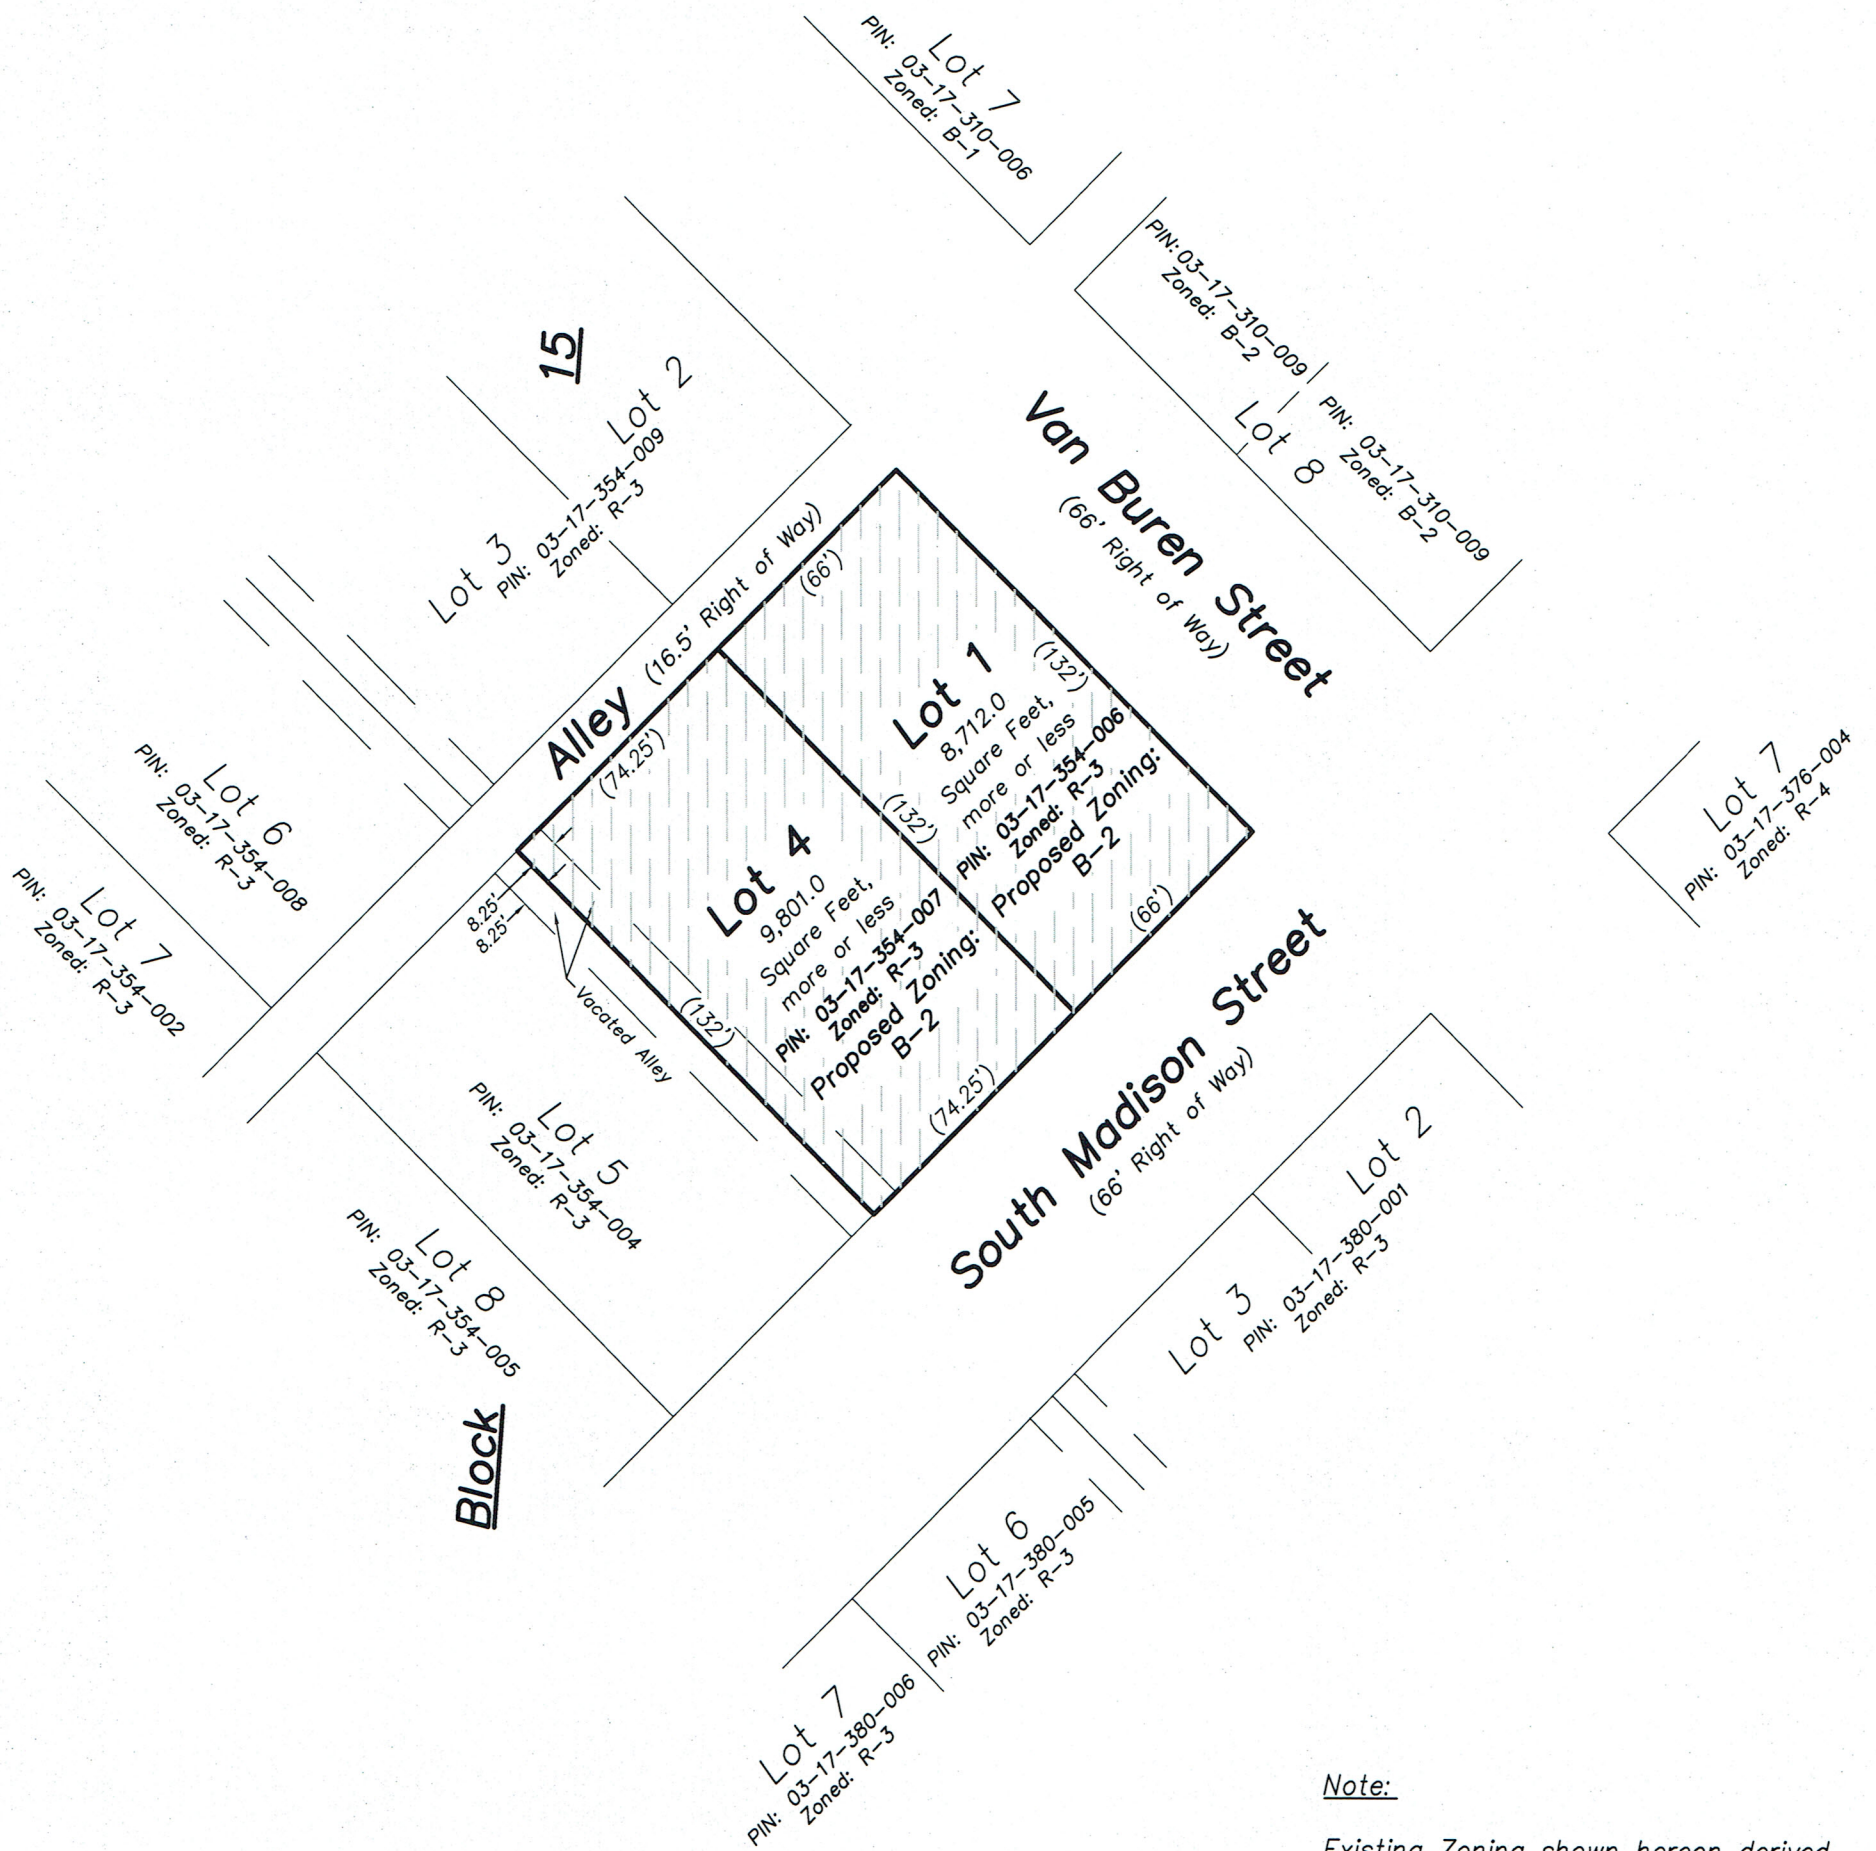 Lot 7
PIN: 03-17-310-006
Zoned: B-1
PIN: 03-17-310-009
Zoned: B-2
Lot 8
PIN: 03-17-310-009
Zoned: B-2
15
Lot 2
Lot 3
PIN: 03-17-354-009
Zoned: R-3
Van Buren Street
(66' Right of Way)
Alley (16.5' Right of Way)
(66')
(132')
Lot 1
8,712.0
Square Feet,
more or less
PIN: 03-17-354-006
Zoned: R-3
Proposed Zoning:
B-2
(66')
(74.25')
(132')
Lot 4
9,801.0
Square Feet,
more or less
PIN: 03-17-354-007
Zoned: R-3
Proposed Zoning:
B-2
(132')
(74.25')
8.25'
8.25'
Vacated Alley
Lot 6
PIN: 03-17-354-008
Zoned: R-3
Lot 7
PIN: 03-17-354-002
Zoned: R-3
Lot 7
PIN: 03-17-376-004
Zoned: R-4
South Madison Street
(66' Right of Way)
Lot 5
PIN: 03-17-354-004
Zoned: R-3
Lot 8
PIN: 03-17-354-005
Zoned: R-3
Block
Lot 2
Lot 3
PIN: 03-17-380-001
Zoned: R-3
Lot 6
PIN: 03-17-380-005
Zoned: R-3
Lot 7
PIN: 03-17-380-006
Zoned: R-3
Note:
Existing Zoning shown hereon derived